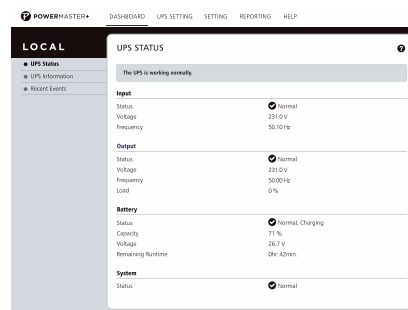 POWERMASTER+
DASHBOARD UPS SETTING SETTING REPORTING HELP
LOCAL
UPS Status
UPS Information
Recent Events
UPS STATUS
The UPS is working normally.
Input
Status Normal
Voltage 231.0 V
Frequency 50.10 Hz
Output
Status Normal
Voltage 231.0 V
Frequency 50.00 Hz
Load 0 %
Battery
Status Normal, Charging
Capacity 71 %
Voltage 26.7 V
Remaining Runtime 0hr. 42min.
System
Status Normal